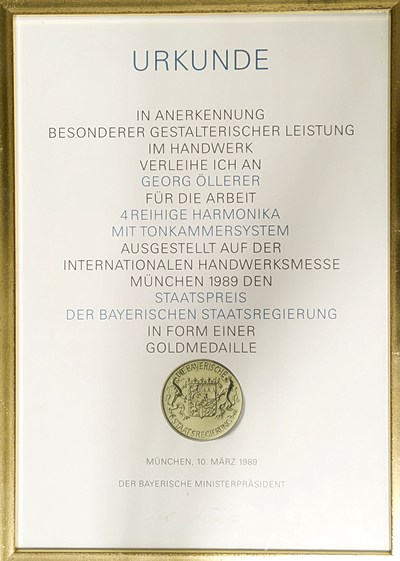 URKUNDE
IN ANERKENNUNG
BESONDERER GESTALTERISCHER LEISTUNG
IM HANDWERK
VERLEIHE ICH AN
GEORG ÖLLERER
FÜR DIE ARBEIT
4 REIHIGE HARMONIKA
MIT TONKAMMERSYSTEM
AUSGESTELLT AUF DER
INTERNATIONALEN HANDWERKSMESSE
MÜNCHEN 1989 DEN
STAATSPREIS
DER BAYERISCHEN STAATSREGIERUNG
IN FORM EINER
GOLDMEDAILLE
BAYERISCHE
STAATSREGIERUNG
MÜNCHEN, 10. MÄRZ 1989
DER BAYERISCHE MINISTERPRÄSIDENT